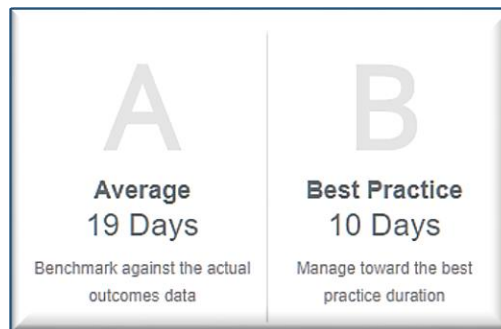 A
Average
19 Days
Benchmark against the actual
outcomes data
B
Best Practice
10 Days
Manage toward the best
practice duration